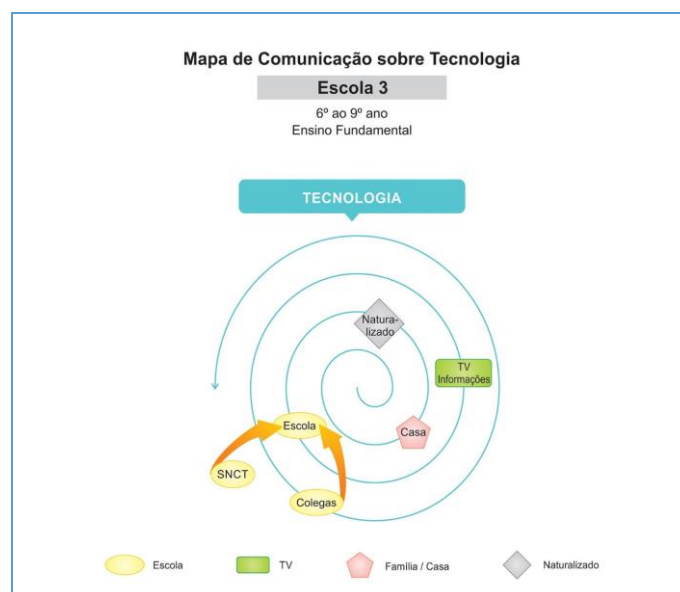 Mapa de Comunicação sobre Tecnologia
Escola 3
6º ao 9º ano
Ensino Fundamental
TECNOLOGIA
Natura-
lizado
TV
Informações
Escola
Casa
SNCT
Colegas
Escola
TV
Família / Casa
Naturalizado